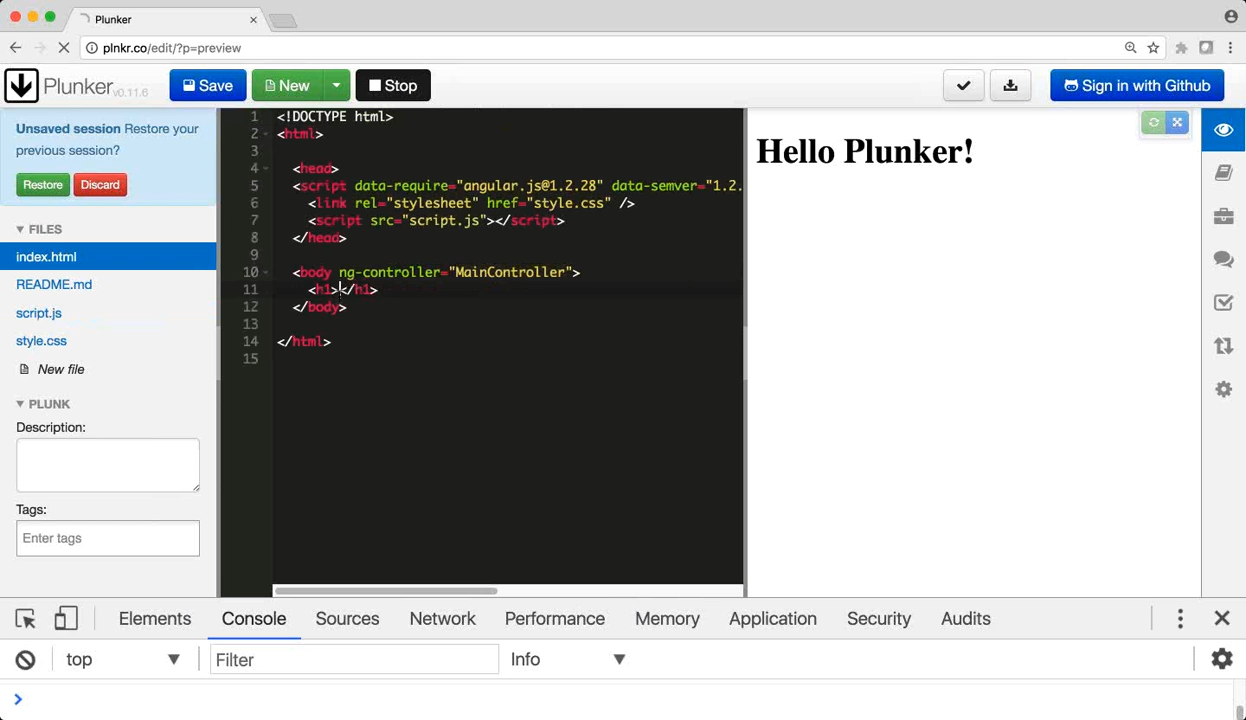 Plunker
plnkr.co/edit/?p=preview
Plunker v0.11.6
Save
New
Stop
Sign in with Github
Unsaved session Restore your
previous session?
Restore
Discard
FILES
index.html
README.md
script.js
style.css
New file
PLUNK
Description:
Tags:
Enter tags
1 <!DOCTYPE html>
2 <html>
3
4 <head>
5 <script data-require="angular.js@1.2.28" data-semver="1.2.
6 <link rel="stylesheet" href="style.css" />
7 <script src="script.js"></script>
8 </head>
9
10 <body ng-controller="MainController">
11 <h1></h1>
12 </body>
13
14 </html>
15
Hello Plunker!
Elements Console Sources Network Performance Memory Application Security Audits
top Filter Info